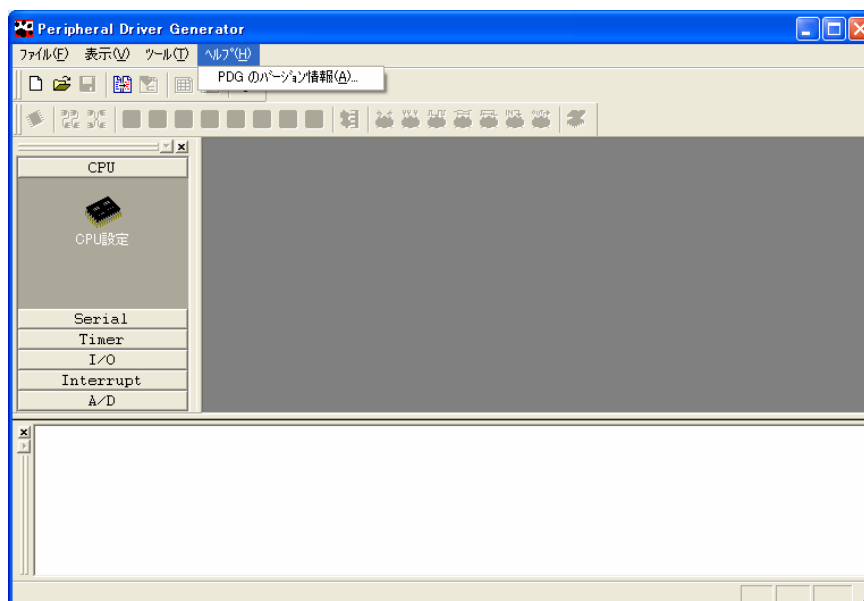 Peripheral Driver Generator
ﾌｧｲﾙ(F) 表示(V) ﾂｰﾙ(T) ﾍﾙﾌﾟ(H)
PDG のﾊﾞｰｼﾞｮﾝ情報(A)...
CPU
CPU設定
Serial
Timer
I/O
Interrupt
A/D